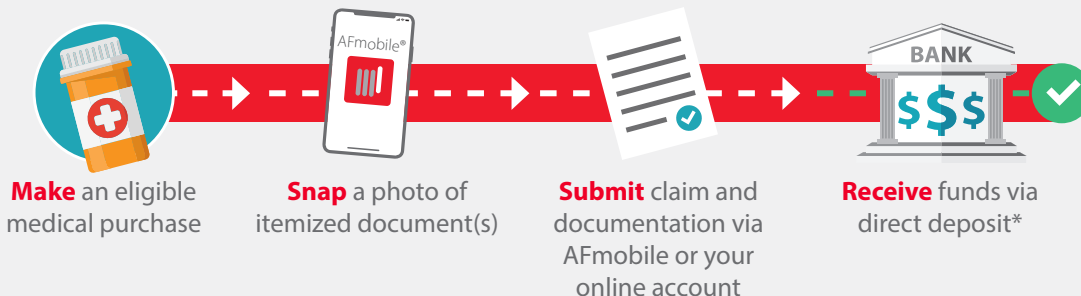 AFmobile®
BANK
$$$
Make an eligible
medical purchase
Snap a photo of
itemized document(s)
Submit claim and
documentation via
AFmobile or your
online account
Receive funds via
direct deposit*